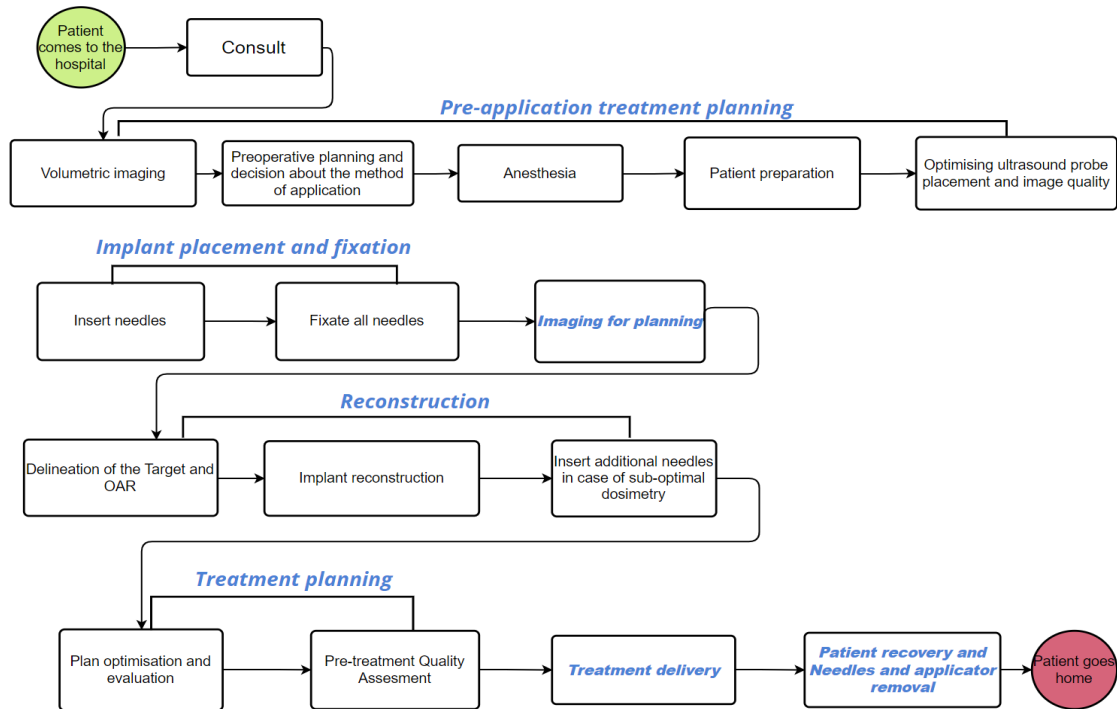 Patient
comes to the
hospital
Consult
Pre-application treatment planning
Volumetric imaging
Preoperative planning and
decision about the method
of application
Anesthesia
Patient preparation
Optimising ultrasound probe
placement and image quality
Implant placement and fixation
Insert needles
Fixate all needles
Imaging for planning
Reconstruction
Delineation of the Target and
OAR
Implant reconstruction
Insert additional needles
in case of sub-optimal
dosimetry
Treatment planning
Plan optimisation and
evaluation
Pre-treatment Quality
Assesment
Treatment delivery
Patient recovery and
Needles and applicator
removal
Patient goes
home